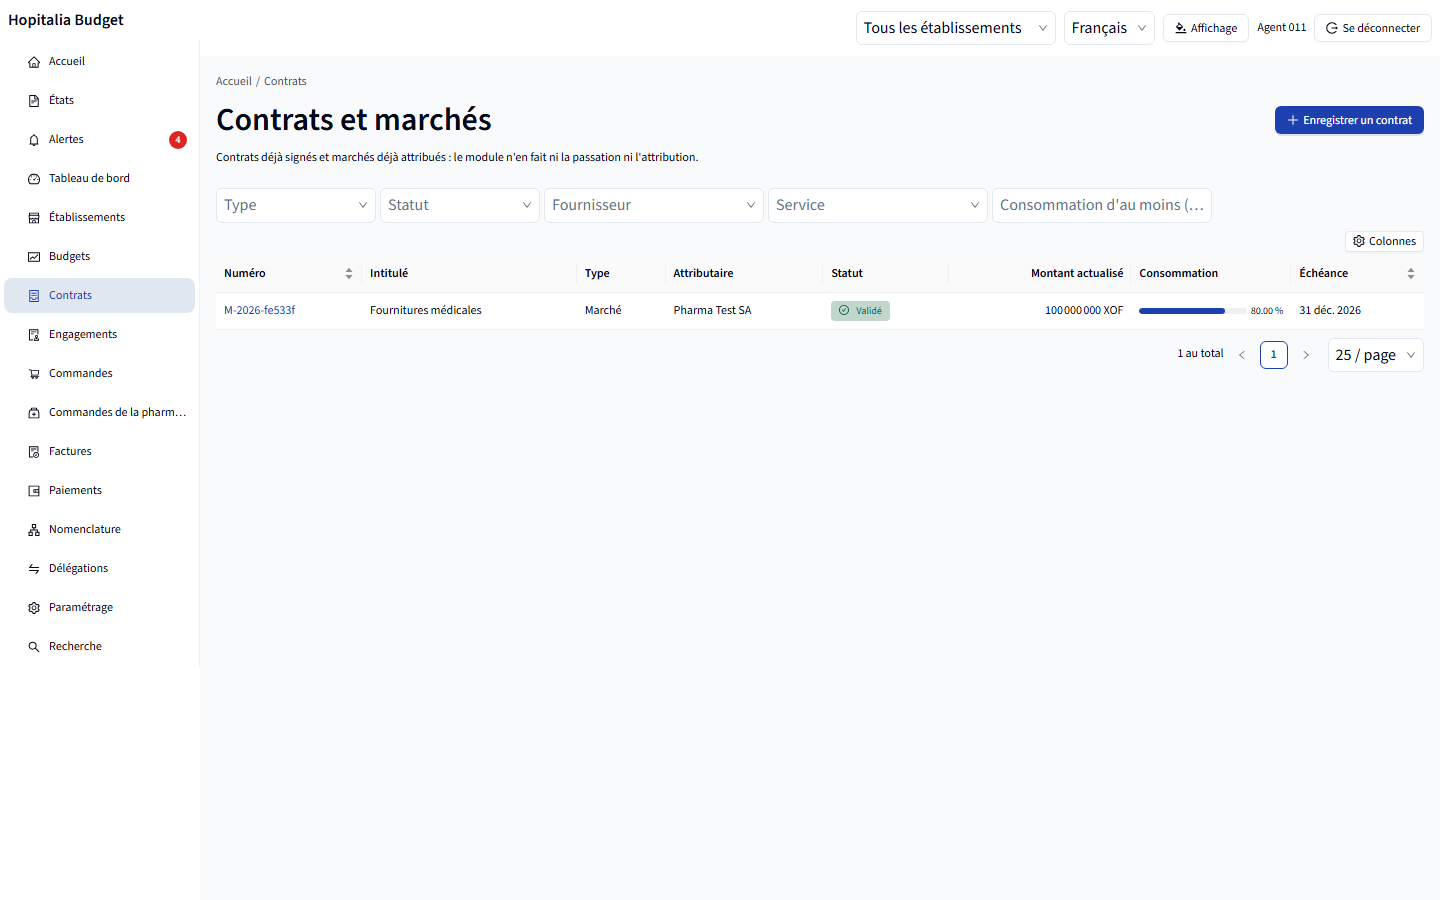 Hopitalia Budget
Tous les établissements
Français
Affichage
Agent 011
Se déconnecter
Accueil
États
Alertes
4
Tableau de bord
Établissements
Budgets
Contrats
Engagements
Commandes
Commandes de la pharm…
Factures
Paiements
Nomenclature
Délégations
Paramétrage
Recherche
Accueil / Contrats
Contrats et marchés
Enregistrer un contrat
Contrats déjà signés et marchés déjà attribués : le module n'en fait ni la passation ni l'attribution.
Type
Statut
Fournisseur
Service
Consommation d'au moins (…
Colonnes
Numéro Intitulé Type Attributaire Statut Montant actualisé Consommation Échéance
M-2026-fe533f Fournitures médicales Marché Pharma Test SA Validé 100 000 000 XOF 80.00 % 31 déc. 2026
1 au total < 1 > 25 / page